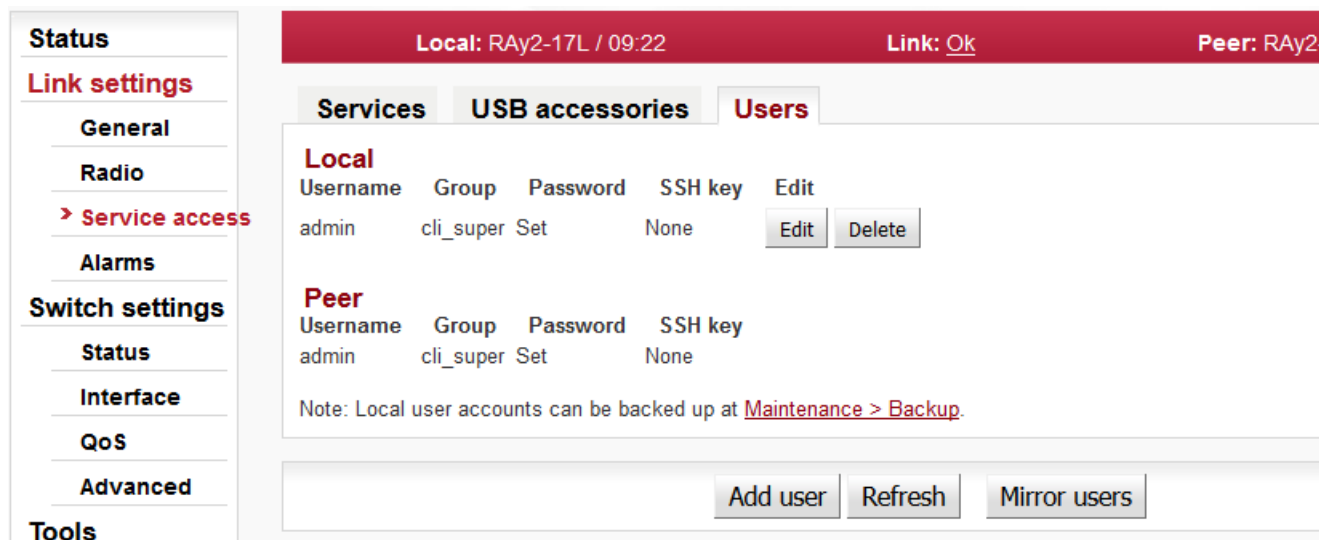 Status
Link settings
General
Radio
Service access
Alarms
Switch settings
Status
Interface
QoS
Advanced
Tools
Local: RAy2-17L / 09:22 Link: Ok Peer: RAy2-
Services USB accessories Users
Local
Username Group Password SSH key Edit
admin cli_super Set None Edit Delete
Peer
Username Group Password SSH key
admin cli_super Set None
Note: Local user accounts can be backed up at Maintenance > Backup.
Add user Refresh Mirror users